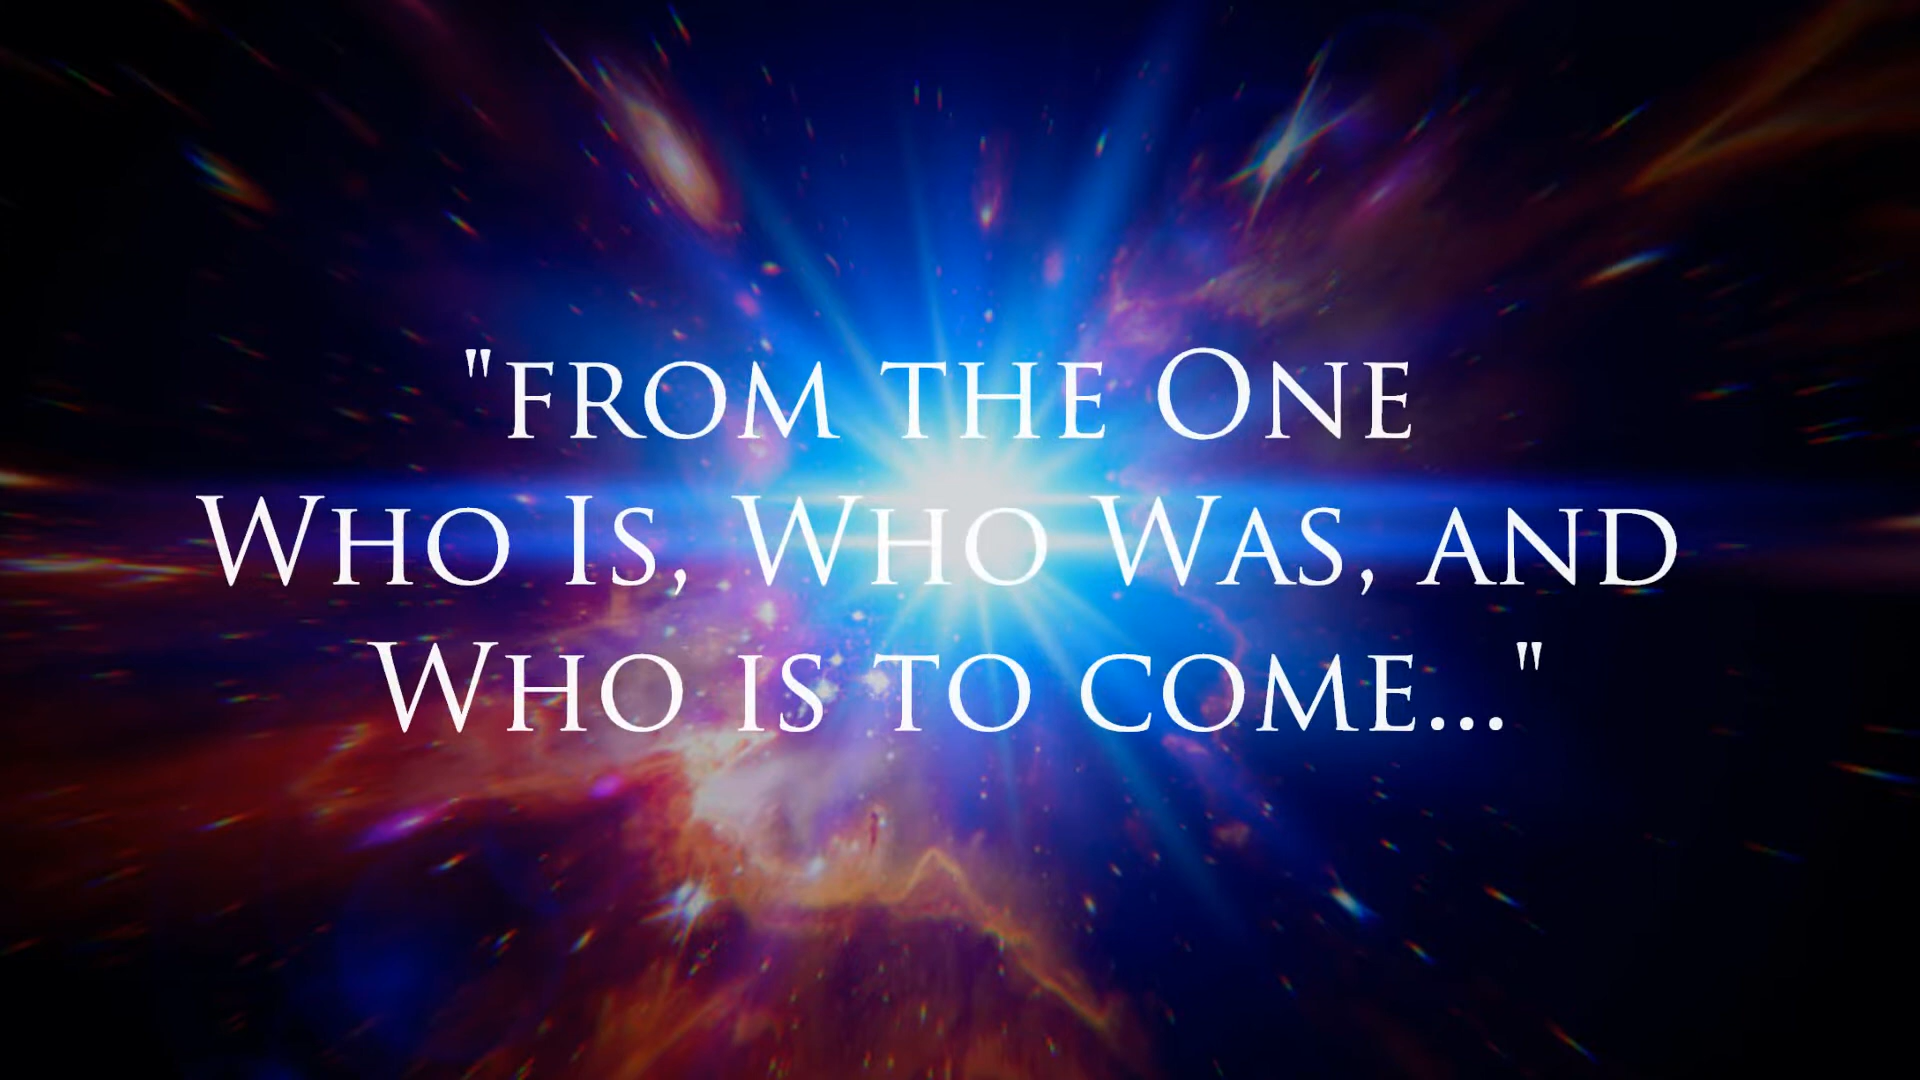 "from the One
Who Is, Who Was, and
Who is to come..."